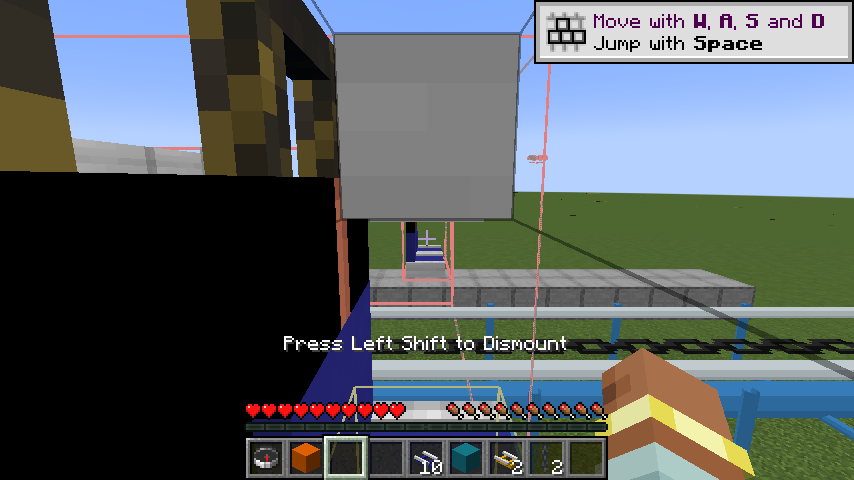 Move with W, A, S and D
Jump with Space
Press Left Shift to Dismount
10
2
2